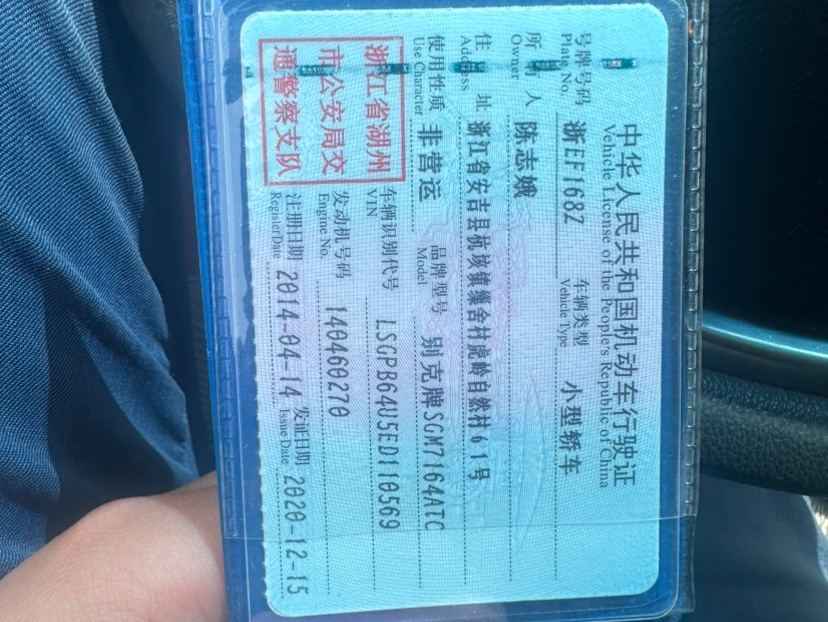 中华人民共和国机动车行驶证
Vehicle License of the People's Republic of China
号牌号码 浙EF168Z 车辆类型 小型轿车
Plate No. Vehicle Type
所有人 陈志娥
Owner
住址 浙江省安吉县杭垓镇磻舍村虎岭自然村61号
Address
使用性质 非营运 品牌型号 别克牌SGM7164ATC
Use Character Model
浙江省湖州
市公安局交
通警察支队
车辆识别代号 LSGPB64U5ED110569
VIN
发动机号码 140460270
Engine No.
注册日期 2014-04-14 发证日期 2020-12-15
Register Date Issue Date